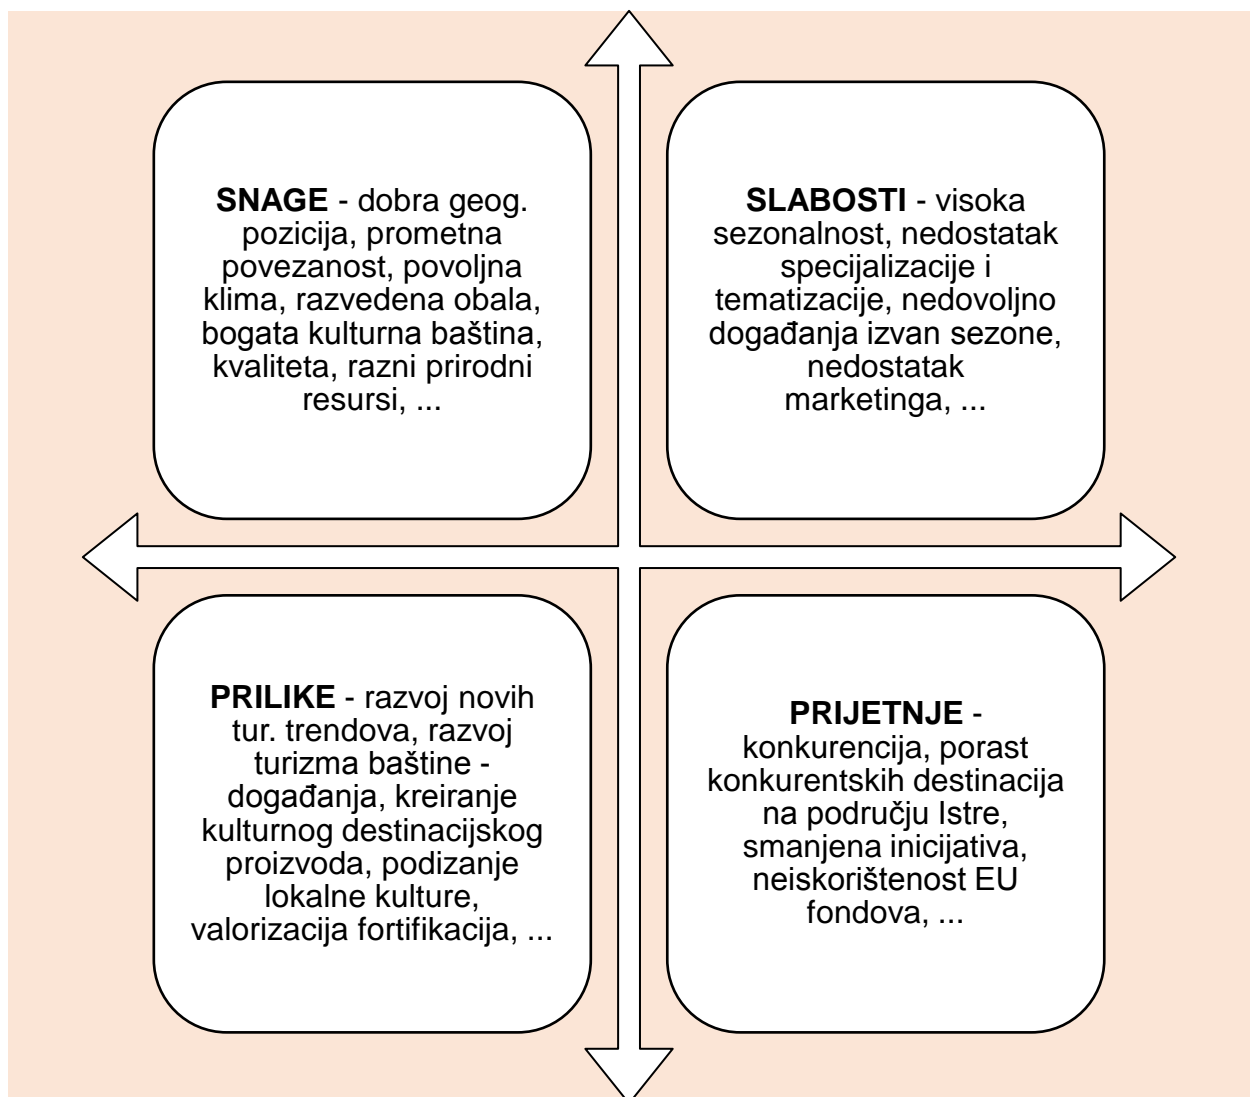 SNAGE - dobra geog.
pozicija, prometna
povezanost, povoljna
klima, razvedena obala,
bogata kulturna baština,
kvaliteta, razni prirodni
resursi, ...
SLABOSTI - visoka
sezonalnost, nedostatak
specijalizacije i
tematizacije, nedovoljno
događanja izvan sezone,
nedostatak
marketinga, ...
PRILIKE - razvoj novih
tur. trendova, razvoj
turizma baštine -
događanja, kreiranje
kulturnog destinacijskog
proizvoda, podizanje
lokalne kulture,
valorizacija fortifikacija, ...
PRIJETNJE -
konkurencija, porast
konkurentskih destinacija
na području Istre,
smanjena inicijativa,
neiskorištenost EU
fondova, ...